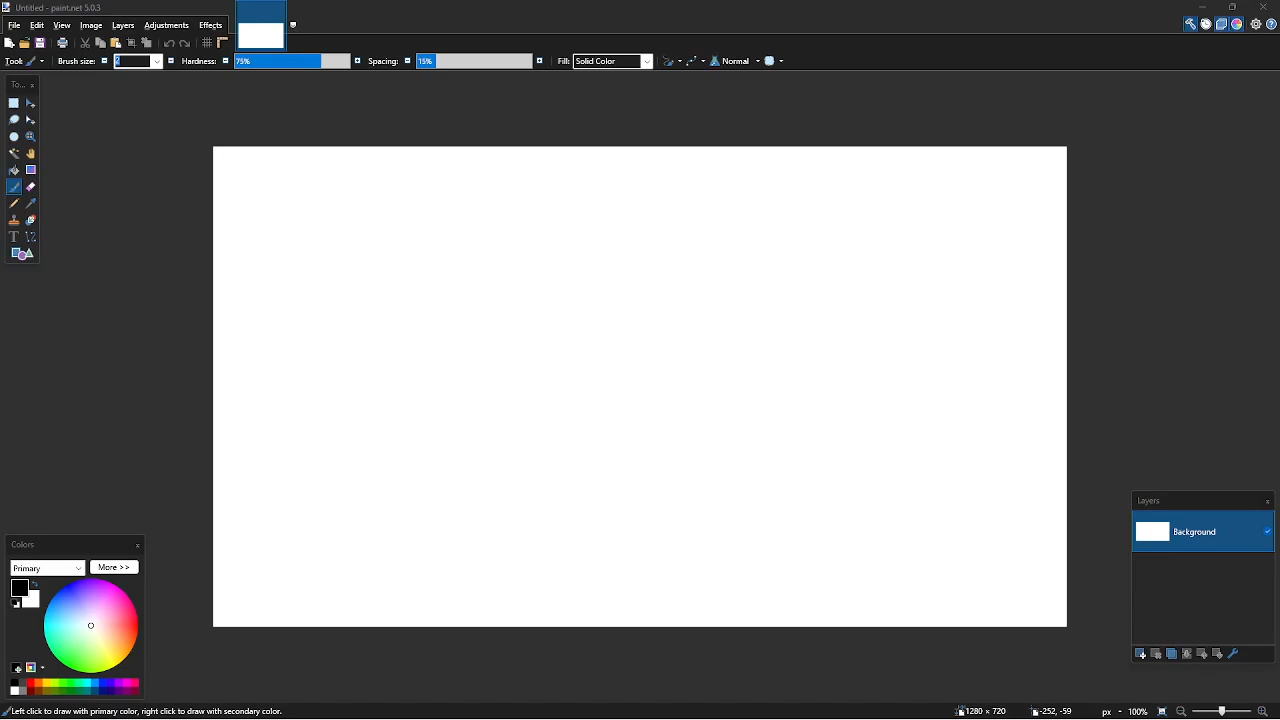 Untitled - paint.net 5.0.3
File Edit View Image Layers Adjustments Effects
Tool: Brush size: 2 Hardness: 75% Spacing: 15% Fill: Solid Color Normal
To...
Layers
Background
Colors
Primary More >>
Left click to draw with primary color, right click to draw with secondary color.
1280 × 720 -252, -59 px 100%